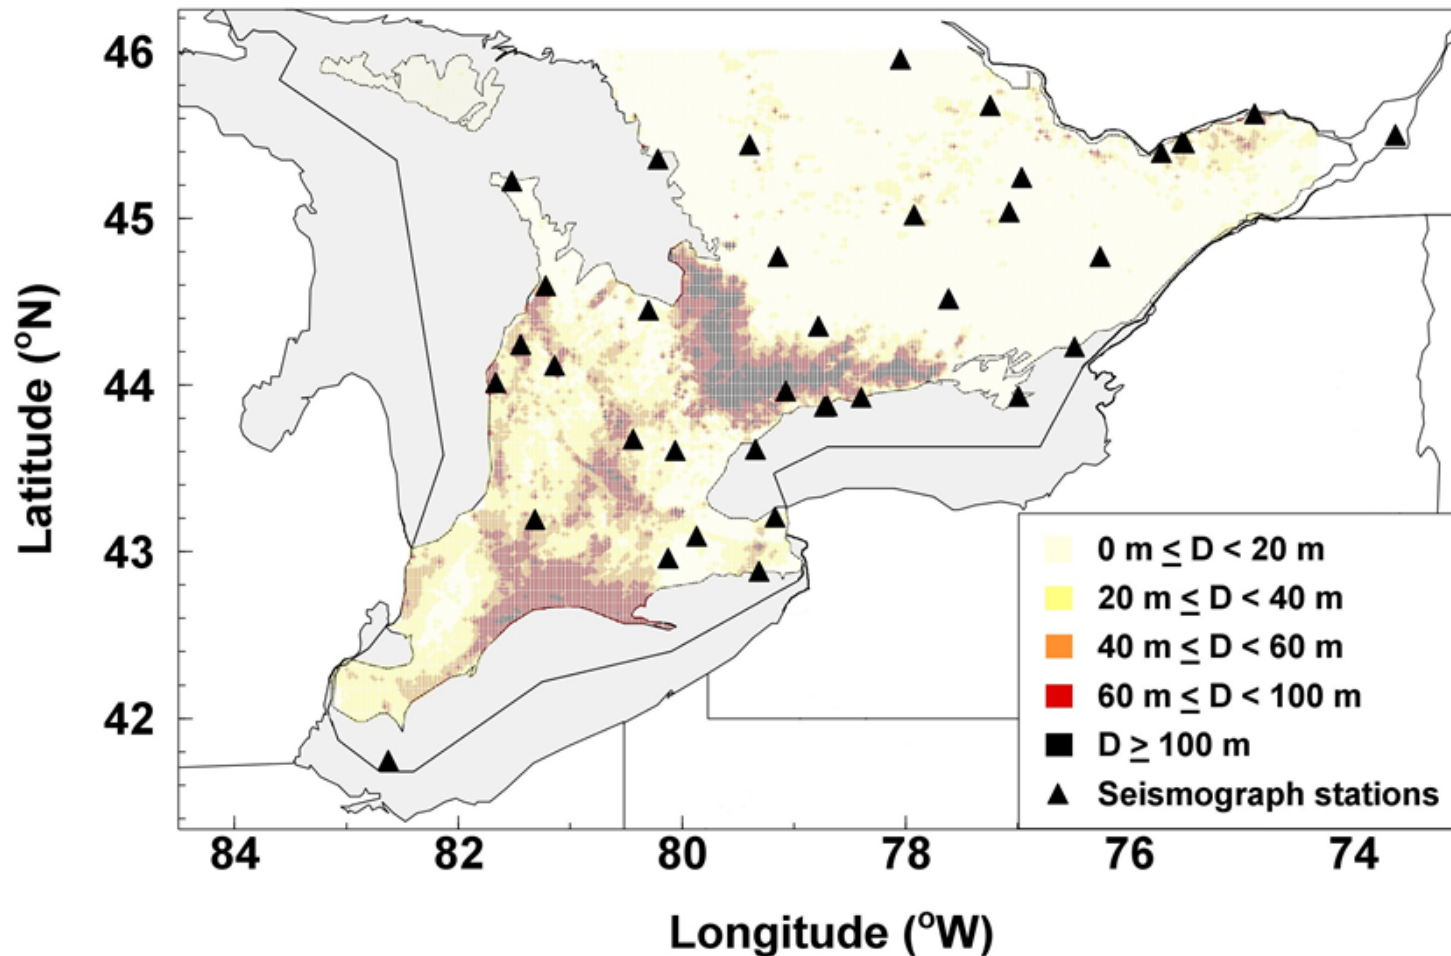 46
45
44
43
42
Latitude (°N)
0 m ≤ D < 20 m
20 m ≤ D < 40 m
40 m ≤ D < 60 m
60 m ≤ D < 100 m
D ≥ 100 m
Seismograph stations
84 82 80 78 76 74
Longitude (°W)